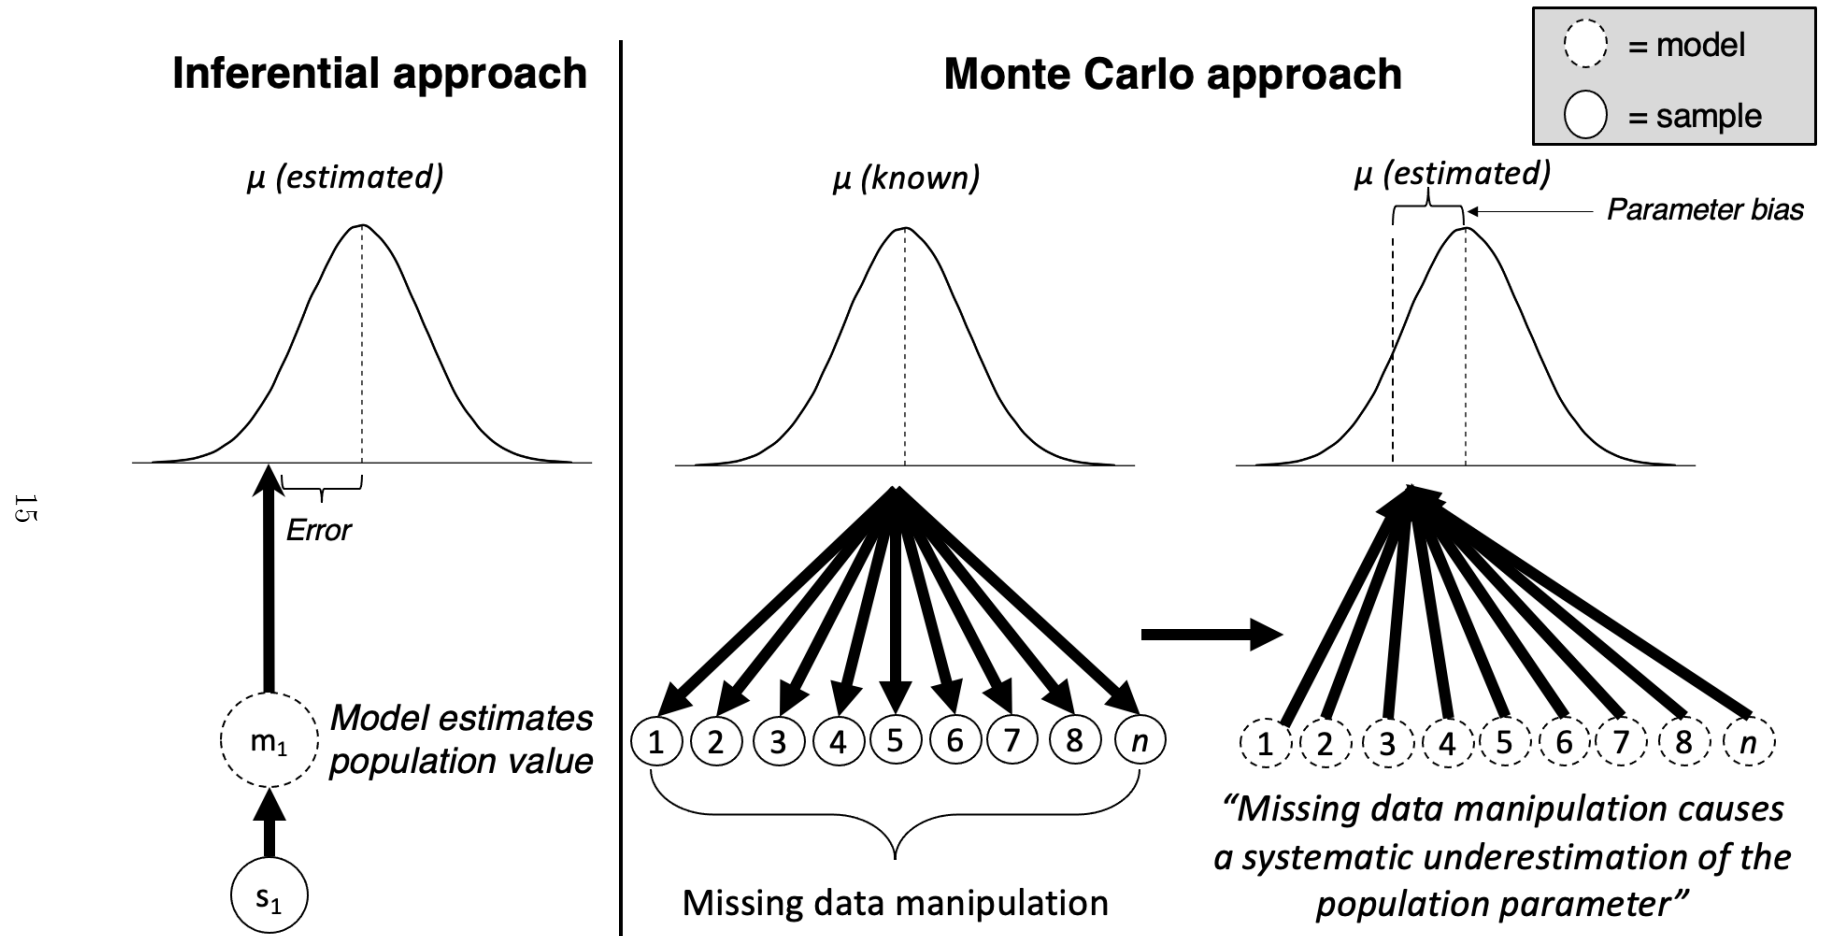 Inferential approach
Monte Carlo approach
= model
= sample
μ (estimated)
μ (known)
μ (estimated)
Parameter bias
15
Error
m₁
Model estimates
population value
s₁
1 2 3 4 5 6 7 8 n
Missing data manipulation
1 2 3 4 5 6 7 8 n
“Missing data manipulation causes
a systematic underestimation of the
population parameter”